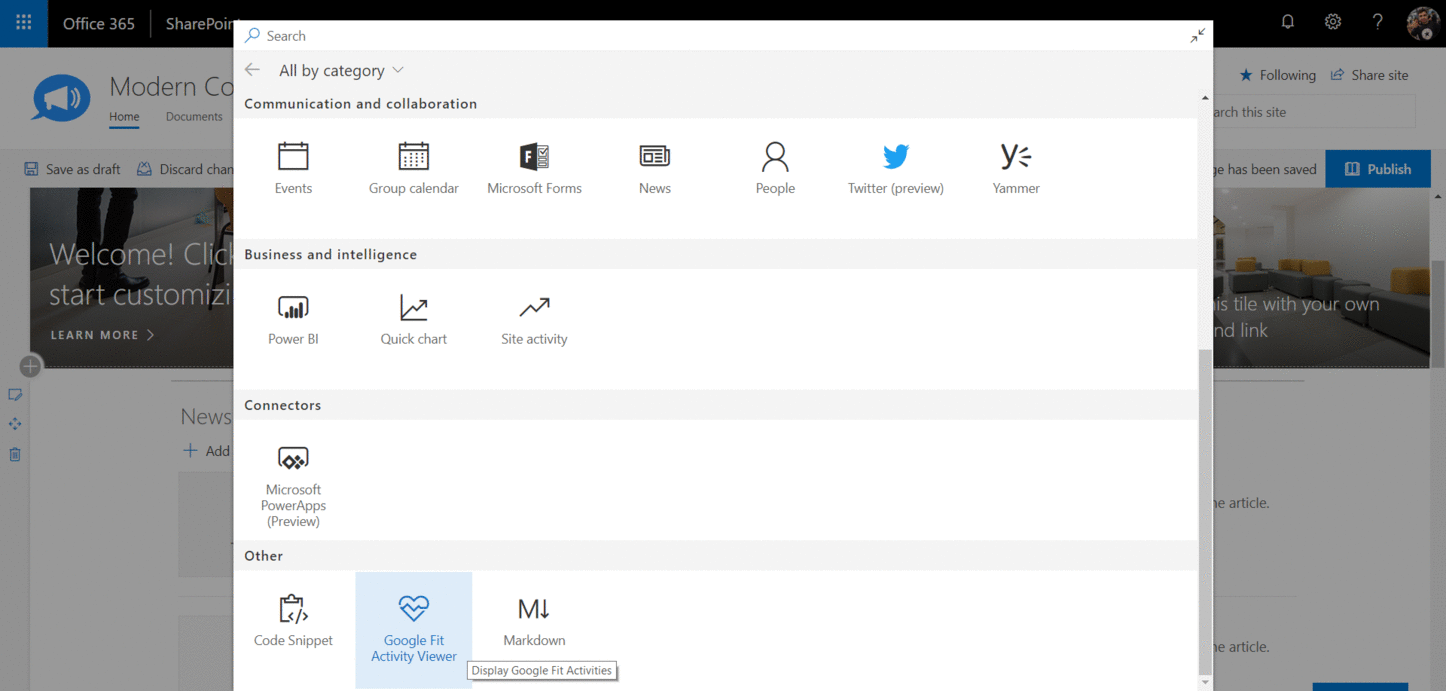 Office 365
SharePoin
Search
All by category
Modern Co
Home
Documents
Following
Share site
arch this site
Save as draft
Discard chan
ge has been saved
Publish
Welcome! Click
start customizi
LEARN MORE
his tile with your own
nd link
News
Add
he article.
he article.
Communication and collaboration
Events
Group calendar
Microsoft Forms
News
People
Twitter (preview)
Yammer
Business and intelligence
Power BI
Quick chart
Site activity
Connectors
Microsoft
PowerApps
(Preview)
Other
Code Snippet
Google Fit
Activity Viewer
Markdown
Display Google Fit Activities